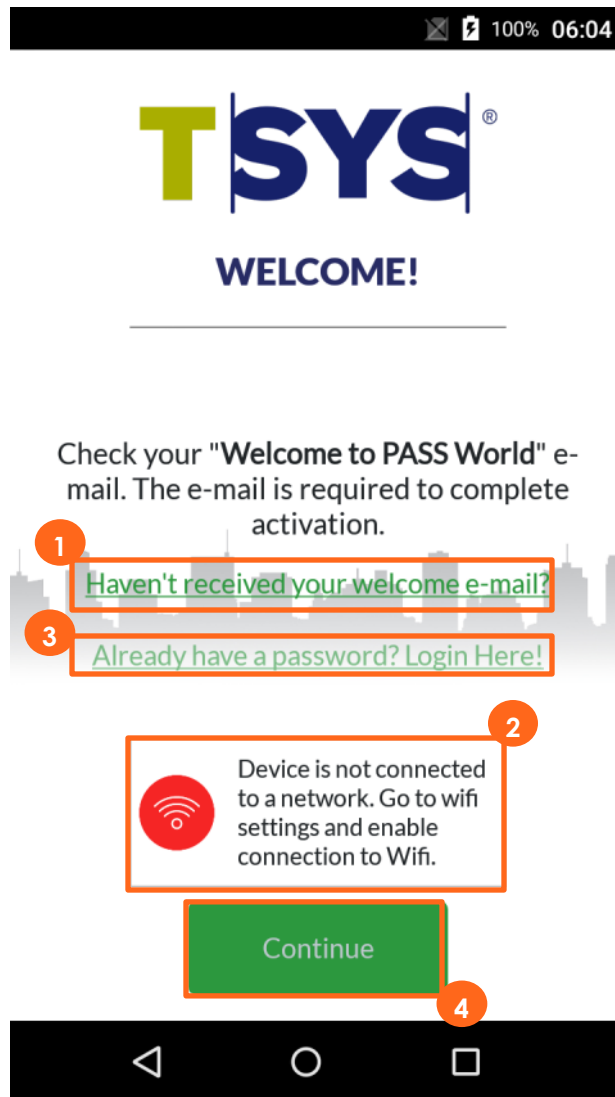 100% 06:04
TSYS®
WELCOME!
Check your "Welcome to PASS World" e-
mail. The e-mail is required to complete
activation.
1
Haven't received your welcome e-mail?
3
Already have a password? Login Here!
2
Device is not connected
to a network. Go to wifi
settings and enable
connection to Wifi.
Continue
4